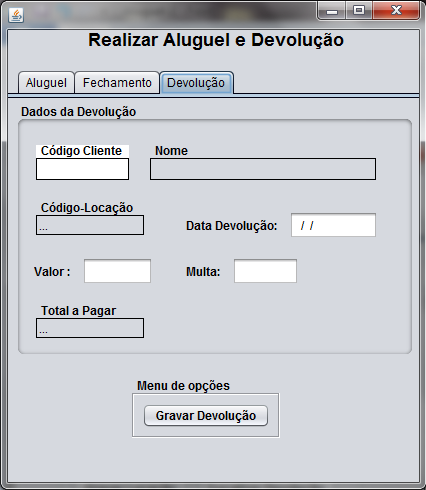 Realizar Aluguel e Devolução
Aluguel Fechamento Devolução
Dados da Devolução
Código Cliente Nome
Código-Locação
... Data Devolução: / /
Valor : Multa:
Total a Pagar
...
Menu de opções
Gravar Devolução